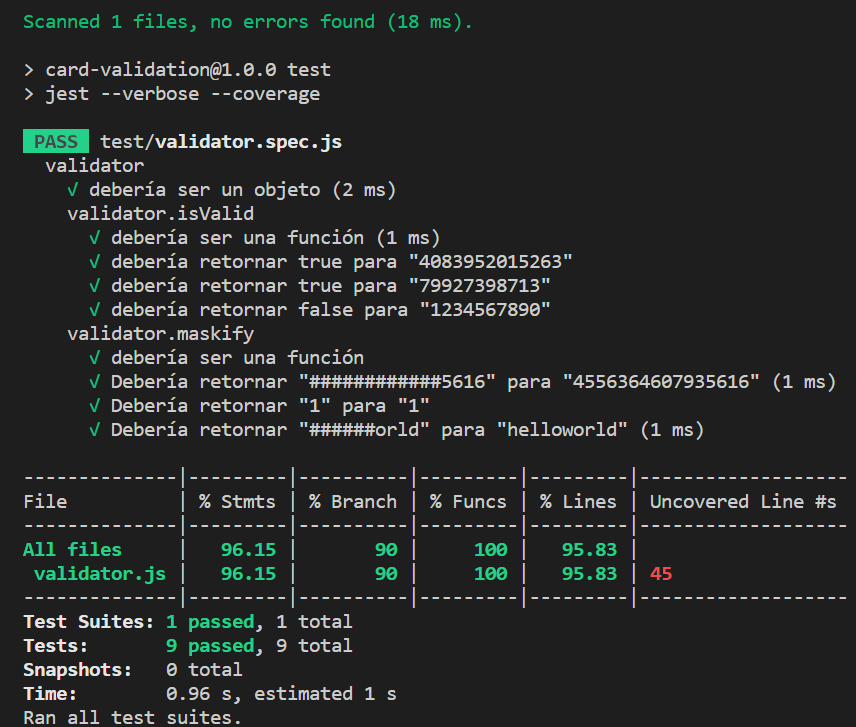 Scanned 1 files, no errors found (18 ms).
> card-validation@1.0.0 test
> jest --verbose --coverage
PASS test/validator.spec.js
validator
√ debería ser un objeto (2 ms)
validator.isValid
√ debería ser una función (1 ms)
√ debería retornar true para "4083952015263"
√ debería retornar true para "79927398713"
√ debería retornar false para "1234567890"
validator.maskify
√ debería ser una función
√ Debería retornar "############5616" para "4556364607935616" (1 ms)
√ Debería retornar "1" para "1"
√ Debería retornar "######orld" para "helloworld" (1 ms)
--------------|---------|----------|---------|---------|-------------------
File | % Stmts | % Branch | % Funcs | % Lines | Uncovered Line #s
--------------|---------|----------|---------|---------|-------------------
All files | 96.15 | 90 | 100 | 95.83 |
validator.js | 96.15 | 90 | 100 | 95.83 | 45
--------------|---------|----------|---------|---------|-------------------
Test Suites: 1 passed, 1 total
Tests: 9 passed, 9 total
Snapshots: 0 total
Time: 0.96 s, estimated 1 s
Ran all test suites.